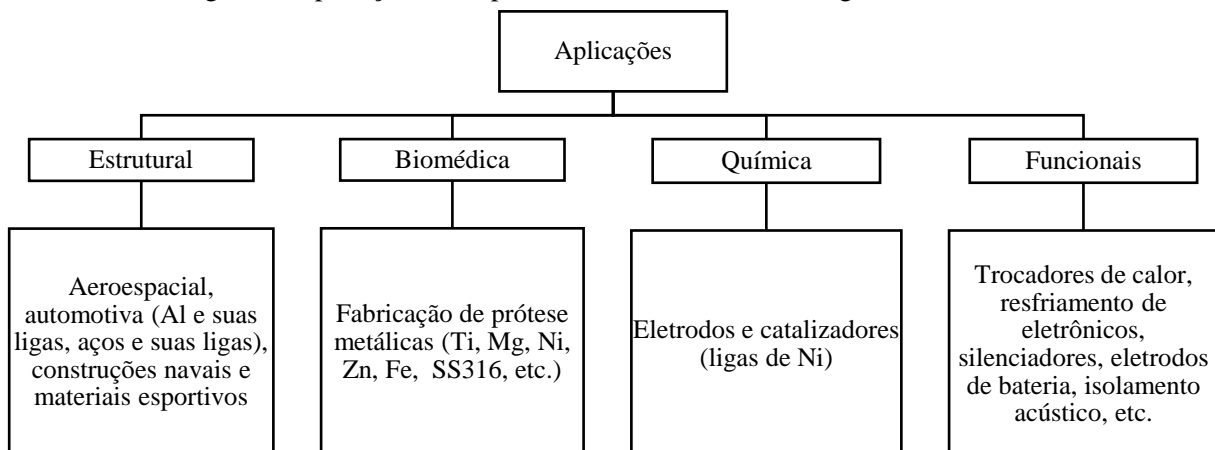 Aplicações
Estrutural
Biomédica
Química
Funcionais
Aeroespacial,
automotiva (Al e suas
ligas, aços e suas ligas),
construções navais e
materiais esportivos
Fabricação de prótese
metálicas (Ti, Mg, Ni,
Zn, Fe, SS316, etc.)
Eletrodos e catalizadores
(ligas de Ni)
Trocadores de calor,
resfriamento de
eletrônicos,
silenciadores, eletrodos
de bateria, isolamento
acústico, etc.